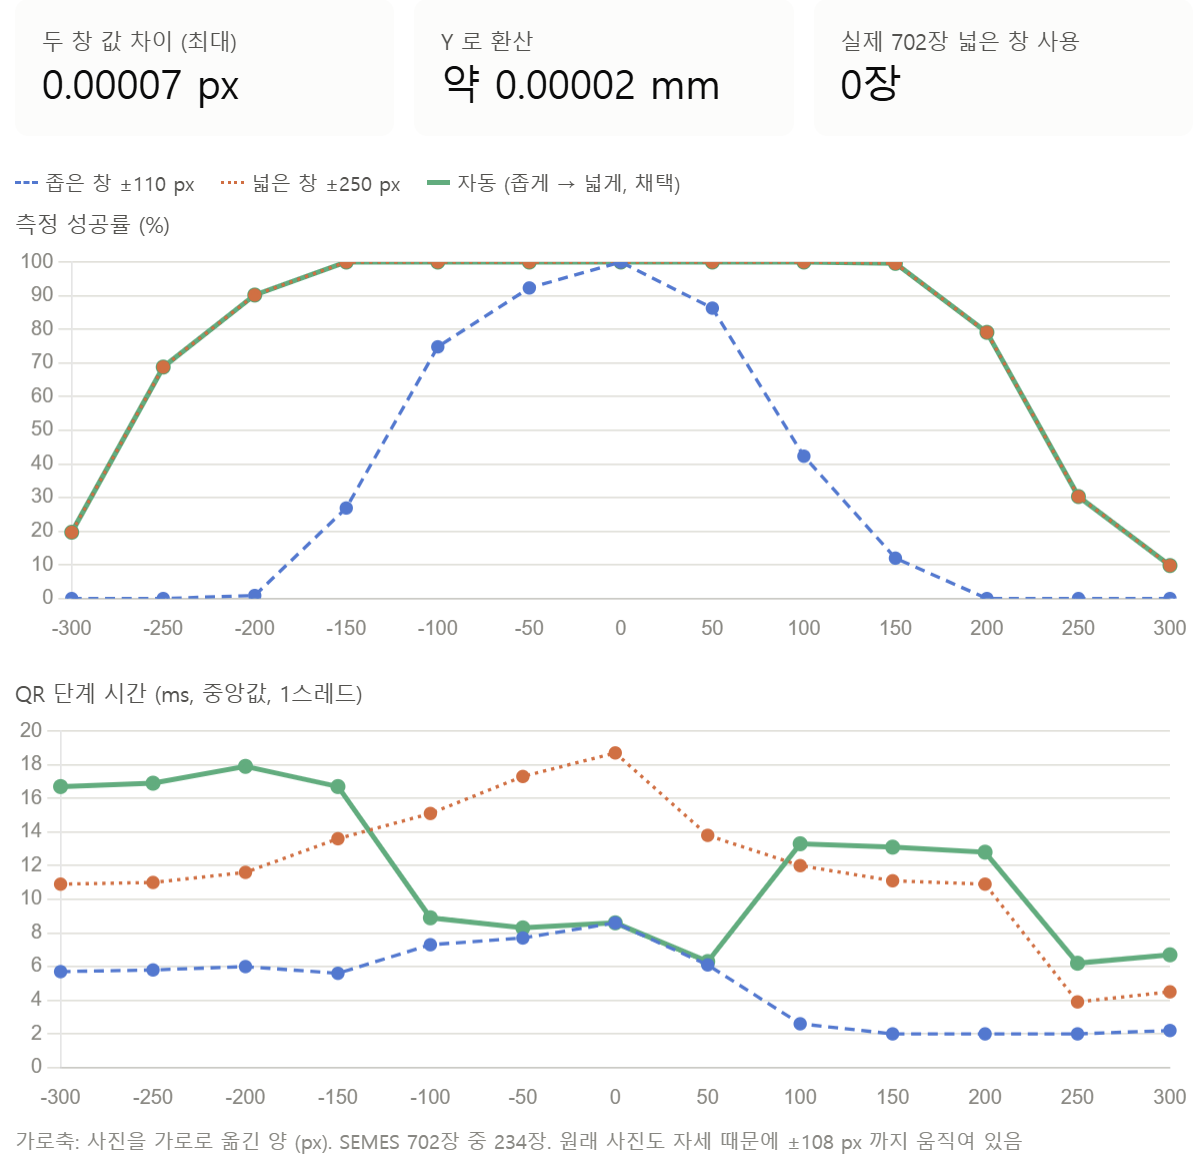 두 창 값 차이 (최대)
0.00007 px
Y 로 환산
약 0.00002 mm
실제 702장 넓은 창 사용
0장
좁은 창 ±110 px
넓은 창 ±250 px
자동 (좁게 → 넓게, 채택)
측정 성공률 (%)
100
90
80
70
60
50
40
30
20
10
0
-300 -250 -200 -150 -100 -50 0 50 100 150 200 250 300
QR 단계 시간 (ms, 중앙값, 1스레드)
20
18
16
14
12
10
8
6
4
2
0
-300 -250 -200 -150 -100 -50 0 50 100 150 200 250 300
가로축: 사진을 가로로 옮긴 양 (px). SEMES 702장 중 234장. 원래 사진도 자세 때문에 ±108 px 까지 움직여 있음